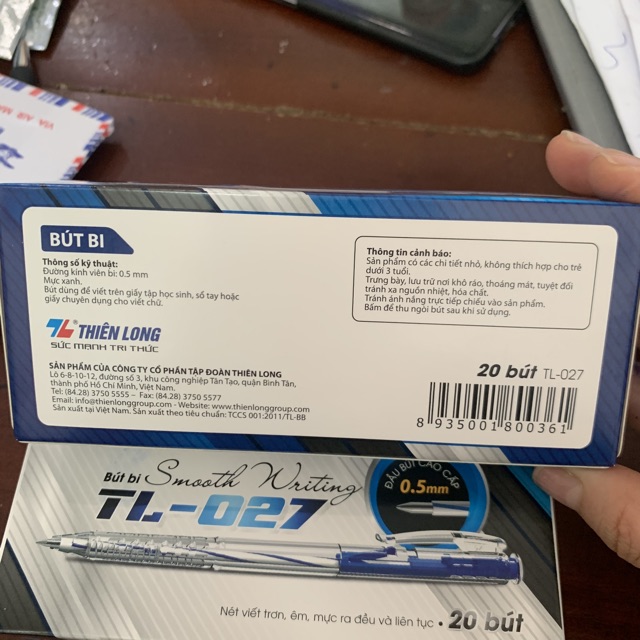 VIA AIR MA
BÚT BI
Thông số kỹ thuật:
Đường kính viên bi: 0.5 mm
Mực xanh.
Bút dùng để viết trên giấy tập học sinh, sổ tay hoặc
giấy chuyên dụng cho viết chữ.
THIÊN LONG
SỨC MẠNH TRI THỨC
SẢN PHẨM CỦA CÔNG TY CỔ PHẦN TẬP ĐOÀN THIÊN LONG
Lô 6-8-10-12, đường số 3, khu công nghiệp Tân Tạo, quận Bình Tân,
thành phố Hồ Chí Minh, Việt Nam.
Tel: (84.28) 3750 5555 – Fax: (84.28) 3750 5577
Email: info@thienlonggroup.com - Website: www.thienlonggroup.com
Sản xuất tại Việt Nam. Sản xuất theo tiêu chuẩn: TCCS 001:2011/TL-BB
Thông tin cảnh báo:
Sản phẩm có các chi tiết nhỏ, không thích hợp cho trẻ
dưới 3 tuổi.
Trưng bày, lưu trữ nơi khô ráo, thoáng mát, tuyệt đối
tránh xa nguồn nhiệt, hóa chất.
Tránh ánh nắng trực tiếp chiếu vào sản phẩm.
Bấm để thu ngòi bút sau khi sử dụng.
20 bút TL-027
8 935001 800361
Bút bi Smooth Writing
TL-027
ĐẦU BÚT CAO CẤP
0.5mm
Nét viết trơn, êm, mực ra đều và liên tục • 20 bút